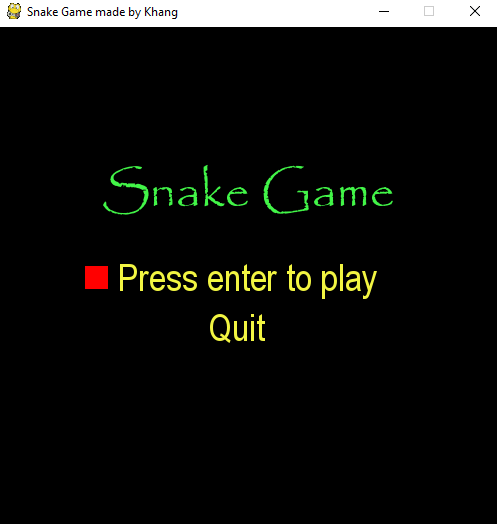 Snake Game made by Khang
Snake Game
Press enter to play
Quit